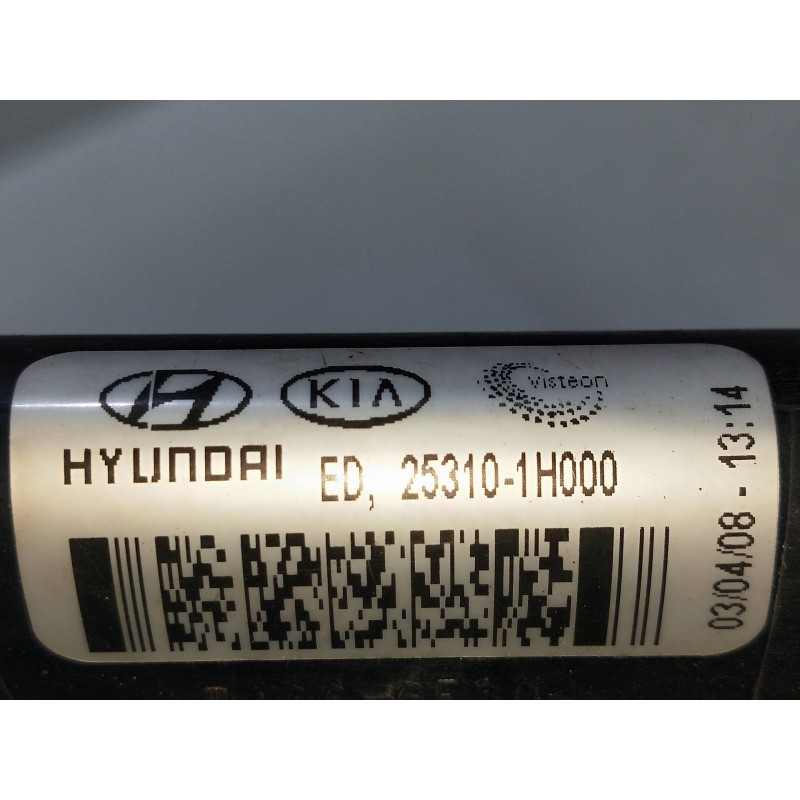 KIA
Visteon
HYUNDAI ED, 25310-1H000
03/04/08 - 13:14